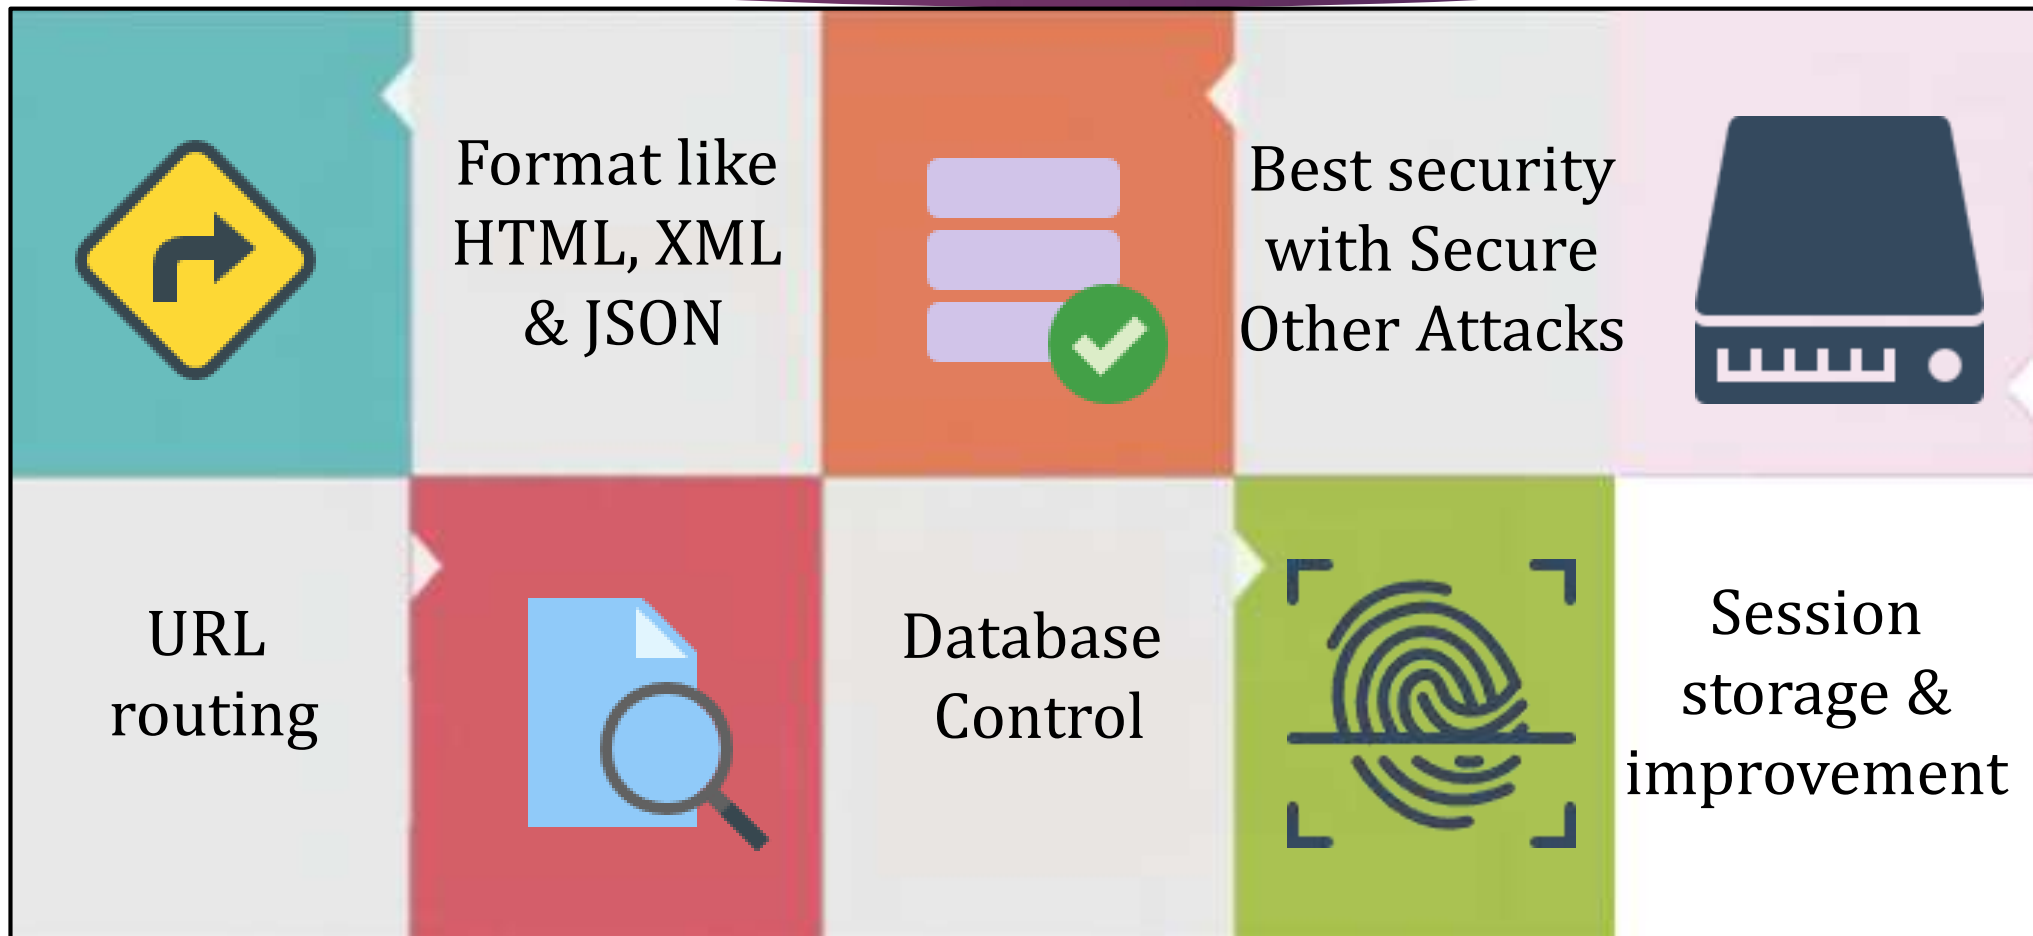 Format like
HTML, XML
& JSON
Best security
with Secure
Other Attacks
URL
routing
Database
Control
Session
storage &
improvement